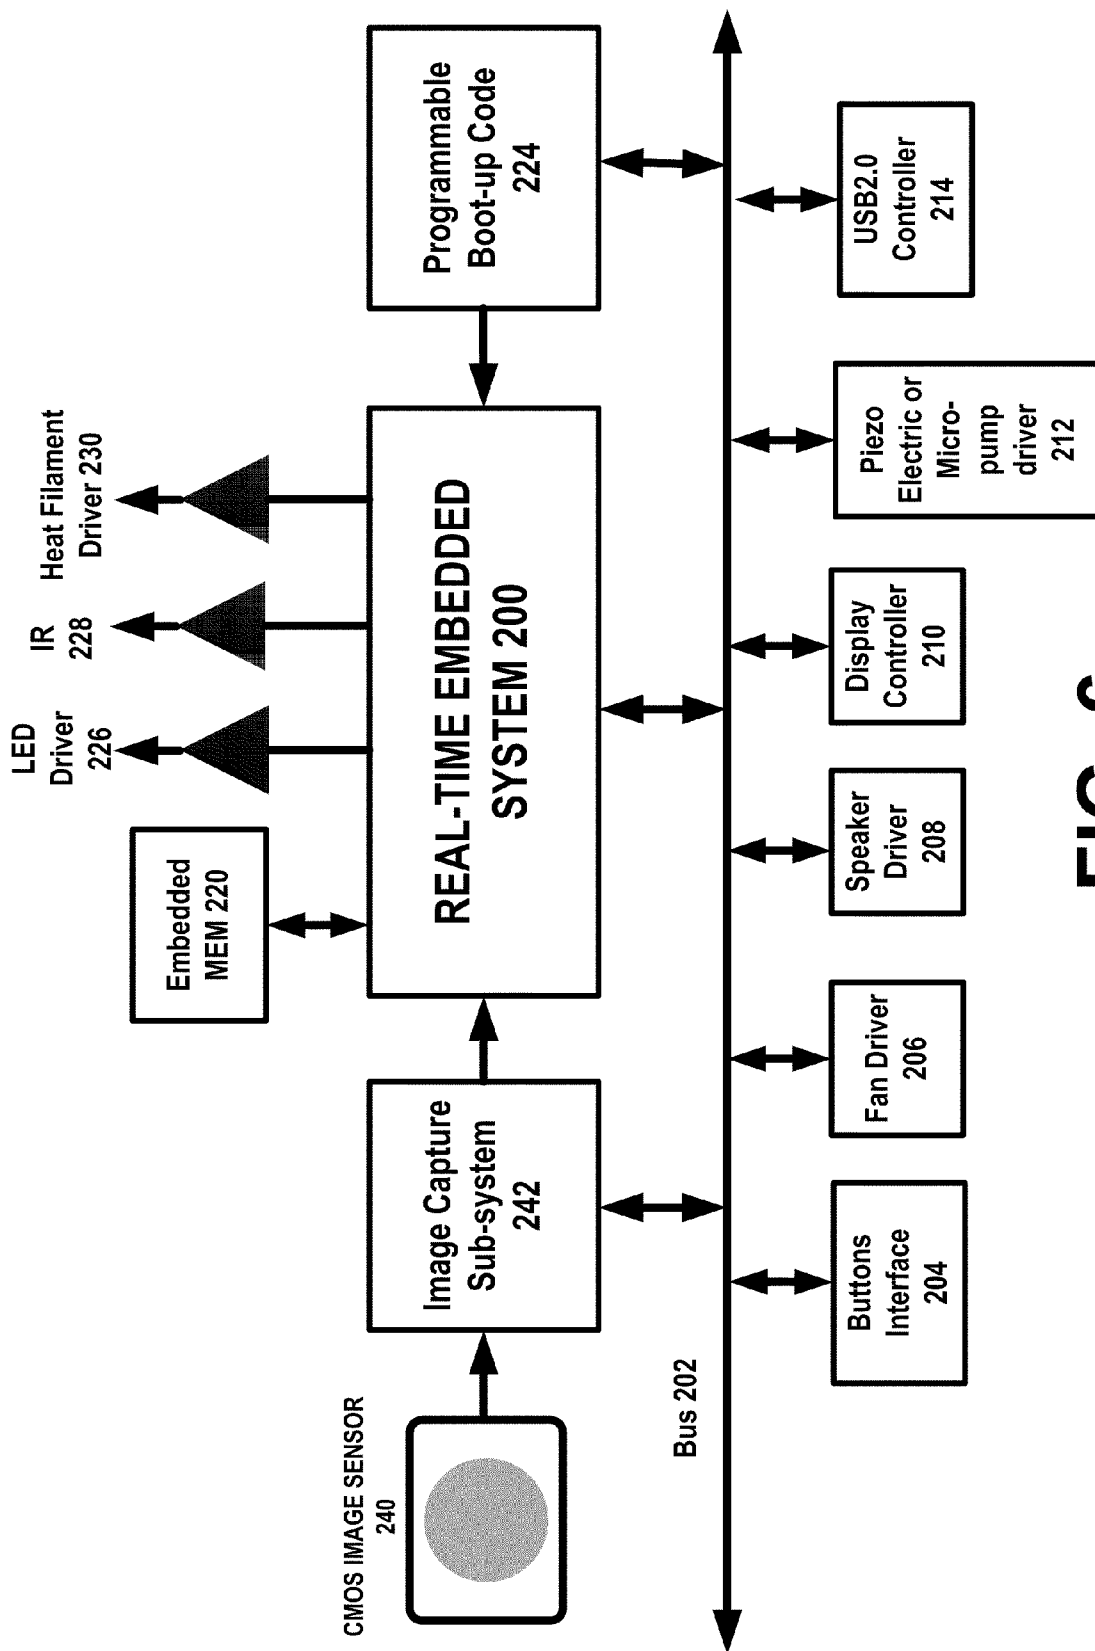 LED
Driver
226
IR
228
Heat Filament
Driver 230
Embedded
MEM 220
CMOS IMAGE SENSOR
240
Image Capture
Sub-system
242
REAL-TIME EMBEDDED
SYSTEM 200
Programmable
Boot-up Code
224
Bus 202
Buttons
Interface
204
Fan Driver
206
Speaker
Driver
208
Display
Controller
210
Piezo
Electric or
Micro-
pump
driver
212
USB2.0
Controller
214
FIG